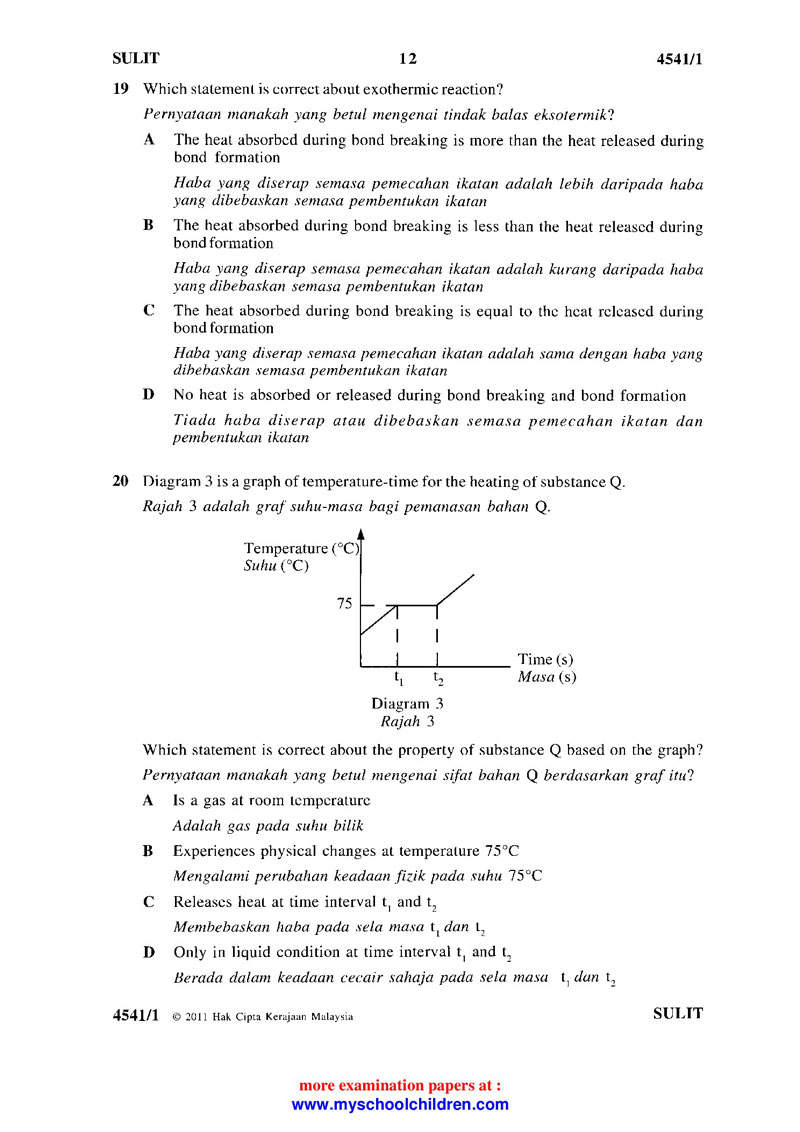 SULIT 12 4541/1
19 Which statement is correct about exothermic reaction?
Pernyataan manakah yang betul mengenai tindak balas eksotermik?
A The heat absorbed during bond breaking is more than the heat released during
bond formation
Haba yang diserap semasa pemecahan ikatan adalah lebih daripada haba
yang dibebaskan semasa pembentukan ikatan
B The heat absorbed during bond breaking is less than the heat released during
bond formation
Haba yang diserap semasa pemecahan ikatan adalah kurang daripada haba
yang dibebaskan semasa pembentukan ikatan
C The heat absorbed during bond breaking is equal to the heat released during
bond formation
Haba yang diserap semasa pemecahan ikatan adalah sama dengan haba yang
dibebaskan semasa pembentukan ikatan
D No heat is absorbed or released during bond breaking and bond formation
Tiada haba diserap atau dibebaskan semasa pemecahan ikatan dan
pembentukan ikatan
20 Diagram 3 is a graph of temperature-time for the heating of substance Q.
Rajah 3 adalah graf suhu-masa bagi pemanasan bahan Q.
Temperature (°C)
Suhu (°C)
75
Time (s)
t₁ t₂ Masa (s)
Diagram 3
Rajah 3
Which statement is correct about the property of substance Q based on the graph?
Pernyataan manakah yang betul mengenai sifat bahan Q berdasarkan graf itu?
A Is a gas at room temperature
Adalah gas pada suhu bilik
B Experiences physical changes at temperature 75°C
Mengalami perubahan keadaan fizik pada suhu 75°C
C Releases heat at time interval t₁ and t₂
Membebaskan haba pada sela masa t₁ dan t₂
D Only in liquid condition at time interval t₁ and t₂
Berada dalam keadaan cecair sahaja pada sela masa t₁ dan t₂
4541/1 © 2011 Hak Cipta Kerajaan Malaysia SULIT
more examination papers at :
www.myschoolchildren.com